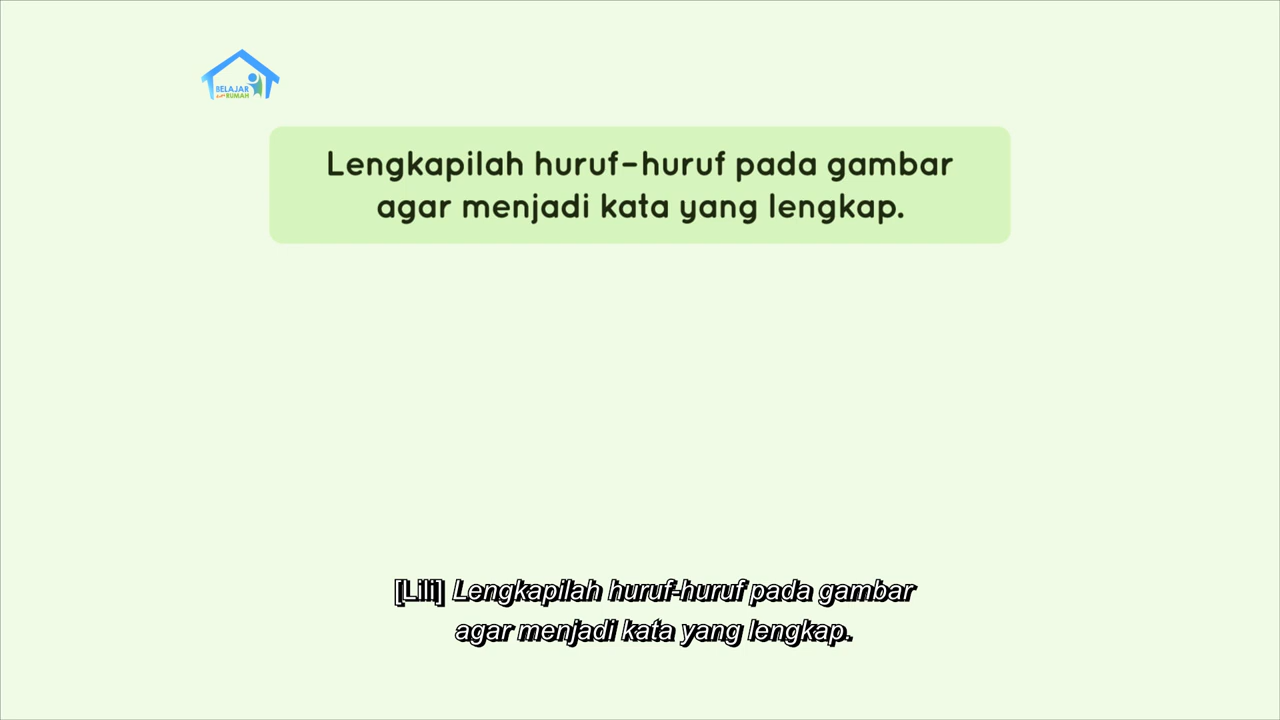 BELAJAR
dari RUMAH
Lengkapilah huruf-huruf pada gambar
agar menjadi kata yang lengkap.
[Lili] Lengkapilah huruf-huruf pada gambar
agar menjadi kata yang lengkap.